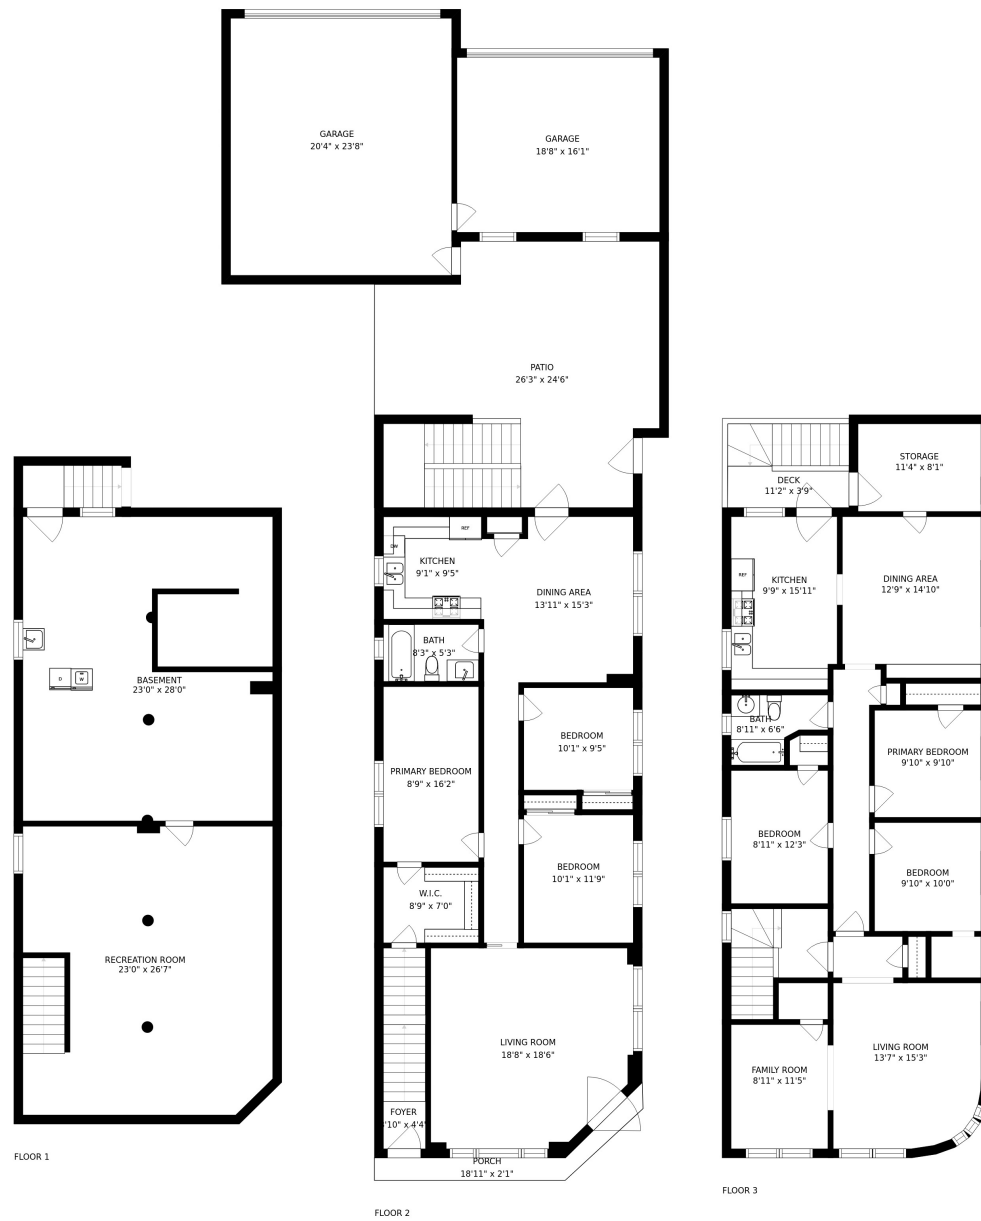 GARAGE
20'4" x 23'8"
GARAGE
18'8" x 16'1"
PATIO
26'3" x 24'6"
BASEMENT
23'0" x 28'0"
D
W
RECREATION ROOM
23'0" x 26'7"
FLOOR 1
REF
DW
KITCHEN
9'1" x 9'5"
DINING AREA
13'11" x 15'3"
BATH
8'3" x 5'3"
BEDROOM
10'1" x 9'5"
PRIMARY BEDROOM
8'9" x 16'2"
BEDROOM
10'1" x 11'9"
W.I.C.
8'9" x 7'0"
LIVING ROOM
18'8" x 18'6"
FOYER
'10" x 4'4"
PORCH
18'11" x 2'1"
FLOOR 2
STORAGE
11'4" x 8'1"
DECK
11'2" x 3'9"
REF
KITCHEN
9'9" x 15'11"
DINING AREA
12'9" x 14'10"
BATH
8'11" x 6'6"
PRIMARY BEDROOM
9'10" x 9'10"
BEDROOM
8'11" x 12'3"
BEDROOM
9'10" x 10'0"
LIVING ROOM
13'7" x 15'3"
FAMILY ROOM
8'11" x 11'5"
FLOOR 3